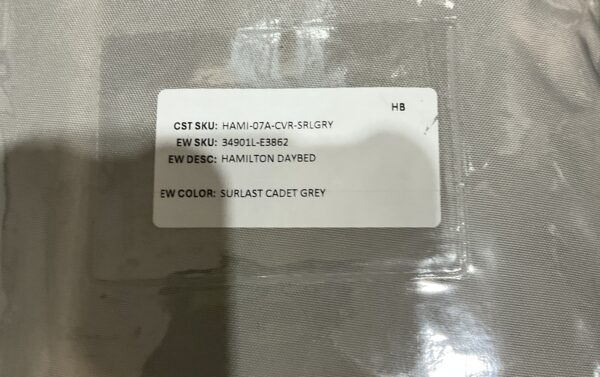 HB
CST SKU: HAMI-07A-CVR-SRLGRY
EW SKU: 34901L-E3862
EW DESC: HAMILTON DAYBED
EW COLOR: SURLAST CADET GREY